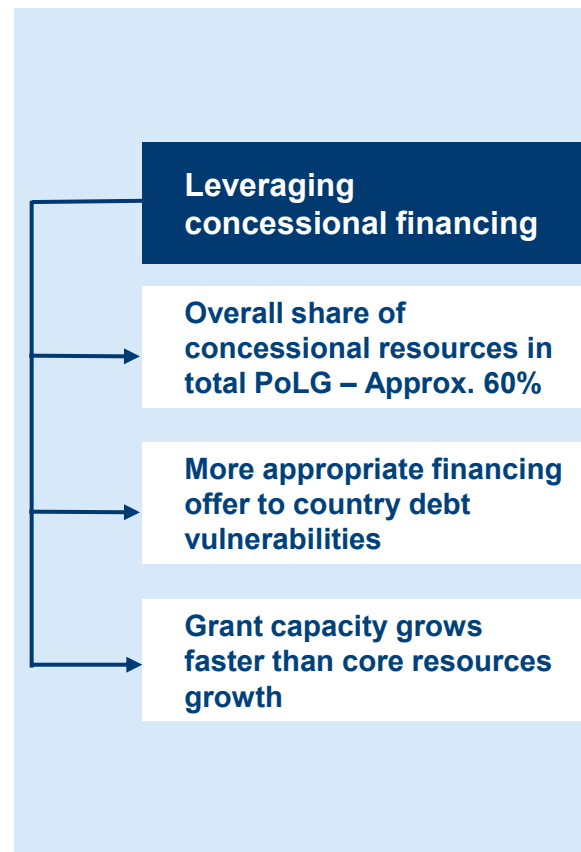 Leveraging
concessional financing
Overall share of
concessional resources in
total PoLG – Approx. 60%
More appropriate financing
offer to country debt
vulnerabilities
Grant capacity grows
faster than core resources
growth